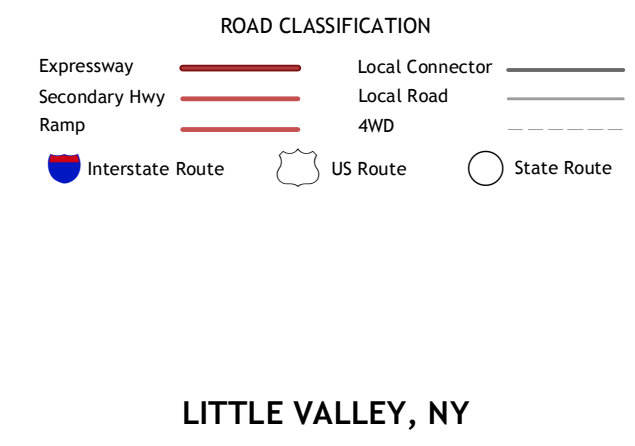 ROAD CLASSIFICATION
Expressway
Local Connector
Secondary Hwy
Local Road
Ramp
4WD
Interstate Route
US Route
State Route
LITTLE VALLEY, NY